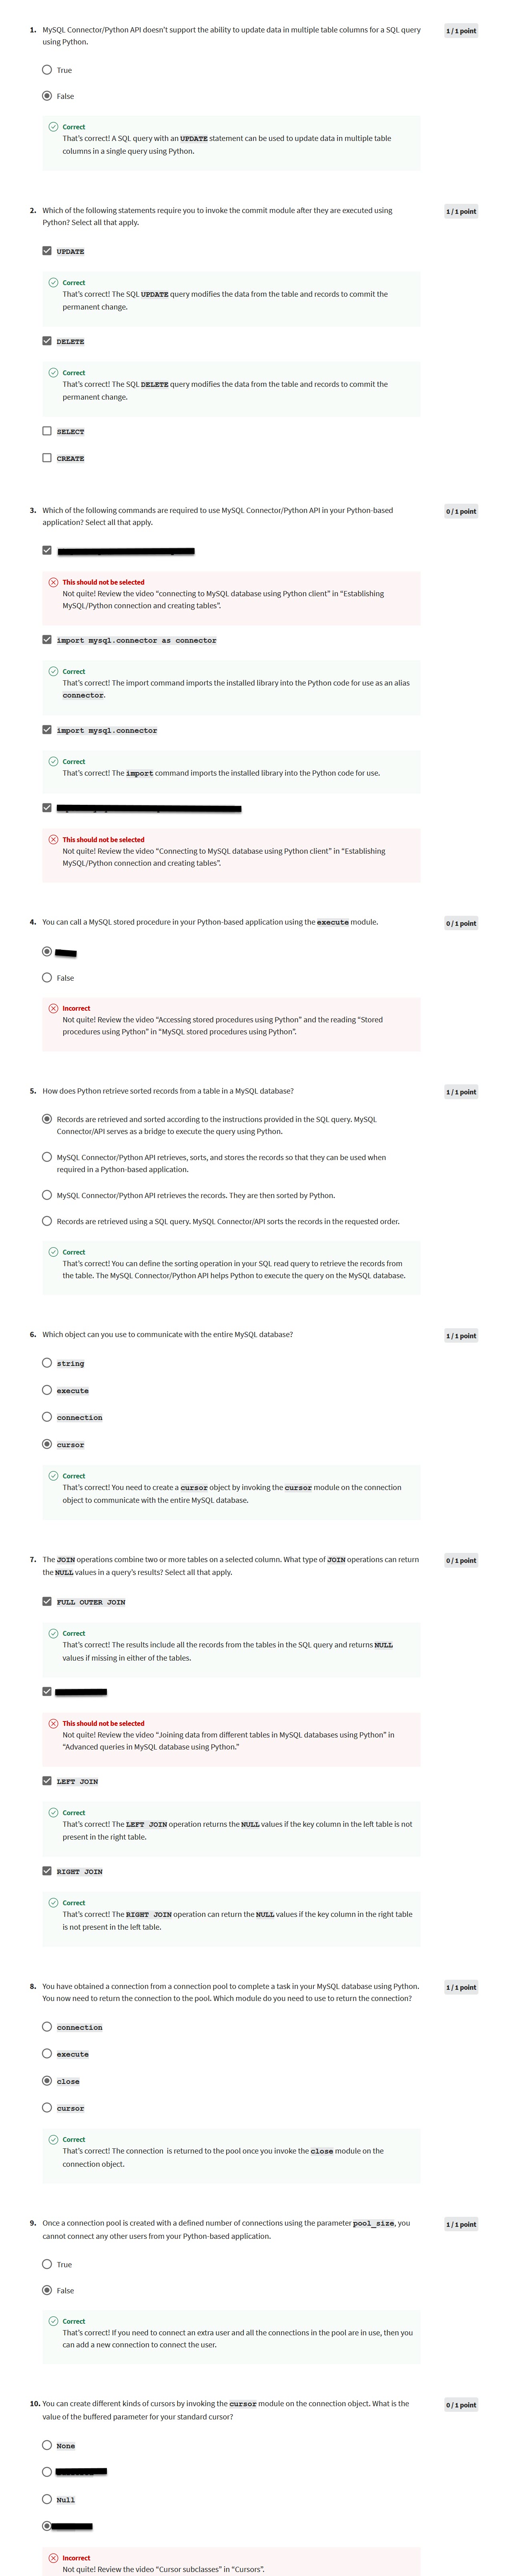 1. MySQL Connector/Python API doesn't support the ability to update data in multiple table columns for a SQL query
using Python.
1 / 1 point
True
False
Correct
That's correct! A SQL query with an UPDATE statement can be used to update data in multiple table
columns in a single query using Python.
2. Which of the following statements require you to invoke the commit module after they are executed using
Python? Select all that apply.
1 / 1 point
UPDATE
Correct
That's correct! The SQL UPDATE query modifies the data from the table and records to commit the
permanent change.
DELETE
Correct
That's correct! The SQL DELETE query modifies the data from the table and records to commit the
permanent change.
SELECT
CREATE
3. Which of the following commands are required to use MySQL Connector/Python API in your Python-based
application? Select all that apply.
0 / 1 point
This should not be selected
Not quite! Review the video "connecting to MySQL database using Python client" in "Establishing
MySQL/Python connection and creating tables".
import mysql.connector as connector
Correct
That's correct! The import command imports the installed library into the Python code for use as an alias
connector.
import mysql.connector
Correct
That's correct! The import command imports the installed library into the Python code for use.
This should not be selected
Not quite! Review the video "Connecting to MySQL database using Python client" in "Establishing
MySQL/Python connection and creating tables".
4. You can call a MySQL stored procedure in your Python-based application using the execute module.
0 / 1 point
False
Incorrect
Not quite! Review the video "Accessing stored procedures using Python" and the reading "Stored
procedures using Python" in "MySQL stored procedures using Python".
5. How does Python retrieve sorted records from a table in a MySQL database?
1 / 1 point
Records are retrieved and sorted according to the instructions provided in the SQL query. MySQL
Connector/API serves as a bridge to execute the query using Python.
MySQL Connector/Python API retrieves, sorts, and stores the records so that they can be used when
required in a Python-based application.
MySQL Connector/Python API retrieves the records. They are then sorted by Python.
Records are retrieved using a SQL query. MySQL Connector/API sorts the records in the requested order.
Correct
That's correct! You can define the sorting operation in your SQL read query to retrieve the records from
the table. The MySQL Connector/Python API helps Python to execute the query on the MySQL database.
6. Which object can you use to communicate with the entire MySQL database?
1 / 1 point
string
execute
connection
cursor
Correct
That's correct! You need to create a cursor object by invoking the cursor module on the connection
object to communicate with the entire MySQL database.
7. The JOIN operations combine two or more tables on a selected column. What type of JOIN operations can return
the NULL values in a query's results? Select all that apply.
0 / 1 point
FULL OUTER JOIN
Correct
That's correct! The results include all the records from the tables in the SQL query and returns NULL
values if missing in either of the tables.
This should not be selected
Not quite! Review the video "Joining data from different tables in MySQL databases using Python" in
"Advanced queries in MySQL database using Python."
LEFT JOIN
Correct
That's correct! The LEFT JOIN operation returns the NULL values if the key column in the left table is not
present in the right table.
RIGHT JOIN
Correct
That's correct! The RIGHT JOIN operation can return the NULL values if the key column in the right table
is not present in the left table.
8. You have obtained a connection from a connection pool to complete a task in your MySQL database using Python.
You now need to return the connection to the pool. Which module do you need to use to return the connection?
1 / 1 point
connection
execute
close
cursor
Correct
That's correct! The connection is returned to the pool once you invoke the close module on the
connection object.
9. Once a connection pool is created with a defined number of connections using the parameter pool_size, you
cannot connect any other users from your Python-based application.
1 / 1 point
True
False
Correct
That's correct! If you need to connect an extra user and all the connections in the pool are in use, then you
can add a new connection to connect the user.
10. You can create different kinds of cursors by invoking the cursor module on the connection object. What is the
value of the buffered parameter for your standard cursor?
0 / 1 point
None
Null
Incorrect
Not quite! Review the video "Cursor subclasses" in "Cursors".